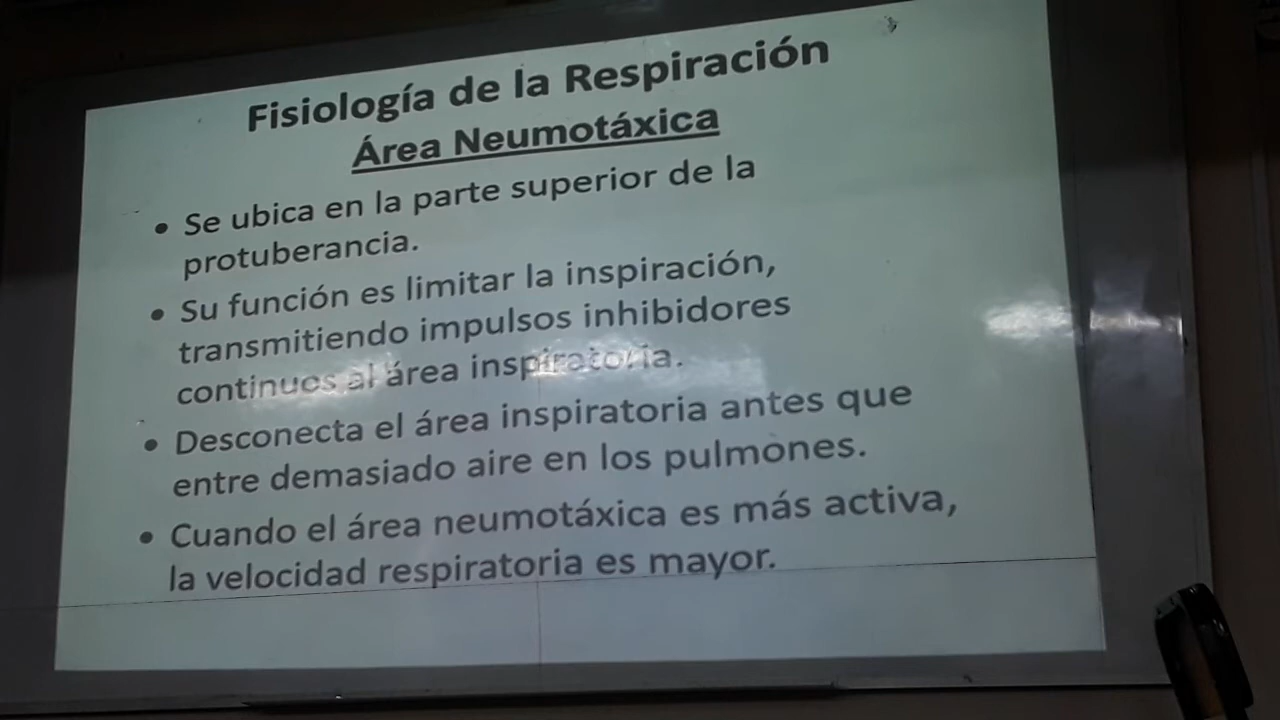 Fisiología de la Respiración
Área Neumotáxica
• Se ubica en la parte superior de la
protuberancia.
• Su función es limitar la inspiración,
transmitiendo impulsos inhibidores
continuos al área inspiratoria.
• Desconecta el área inspiratoria antes que
entre demasiado aire en los pulmones.
• Cuando el área neumotáxica es más activa,
la velocidad respiratoria es mayor.